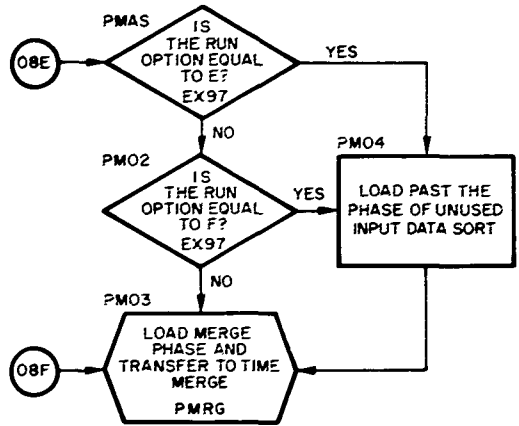 PMAS
IS
THE RUN
OPTION EQUAL
TO E?
EX97
08E
YES
NO
PM02
IS
THE RUN
OPTION EQUAL
TO F?
EX97
YES
NO
PM04
LOAD PAST THE
PHASE OF UNUSED
INPUT DATA SORT
PM03
LOAD MERGE
PHASE AND
TRANSFER TO TIME
MERGE
PMRG
08F